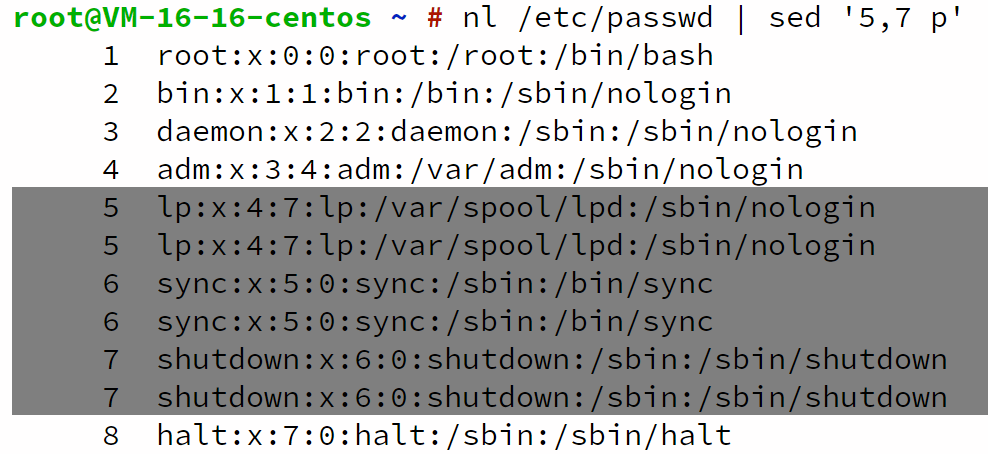 root@VM-16-16-centos ~ # nl /etc/passwd | sed '5,7 p'
1 root:x:0:0:root:/root:/bin/bash
2 bin:x:1:1:bin:/bin:/sbin/nologin
3 daemon:x:2:2:daemon:/sbin:/sbin/nologin
4 adm:x:3:4:adm:/var/adm:/sbin/nologin
5 lp:x:4:7:lp:/var/spool/lpd:/sbin/nologin
5 lp:x:4:7:lp:/var/spool/lpd:/sbin/nologin
6 sync:x:5:0:sync:/sbin:/bin/sync
6 sync:x:5:0:sync:/sbin:/bin/sync
7 shutdown:x:6:0:shutdown:/sbin:/sbin/shutdown
7 shutdown:x:6:0:shutdown:/sbin:/sbin/shutdown
8 halt:x:7:0:halt:/sbin:/sbin/halt